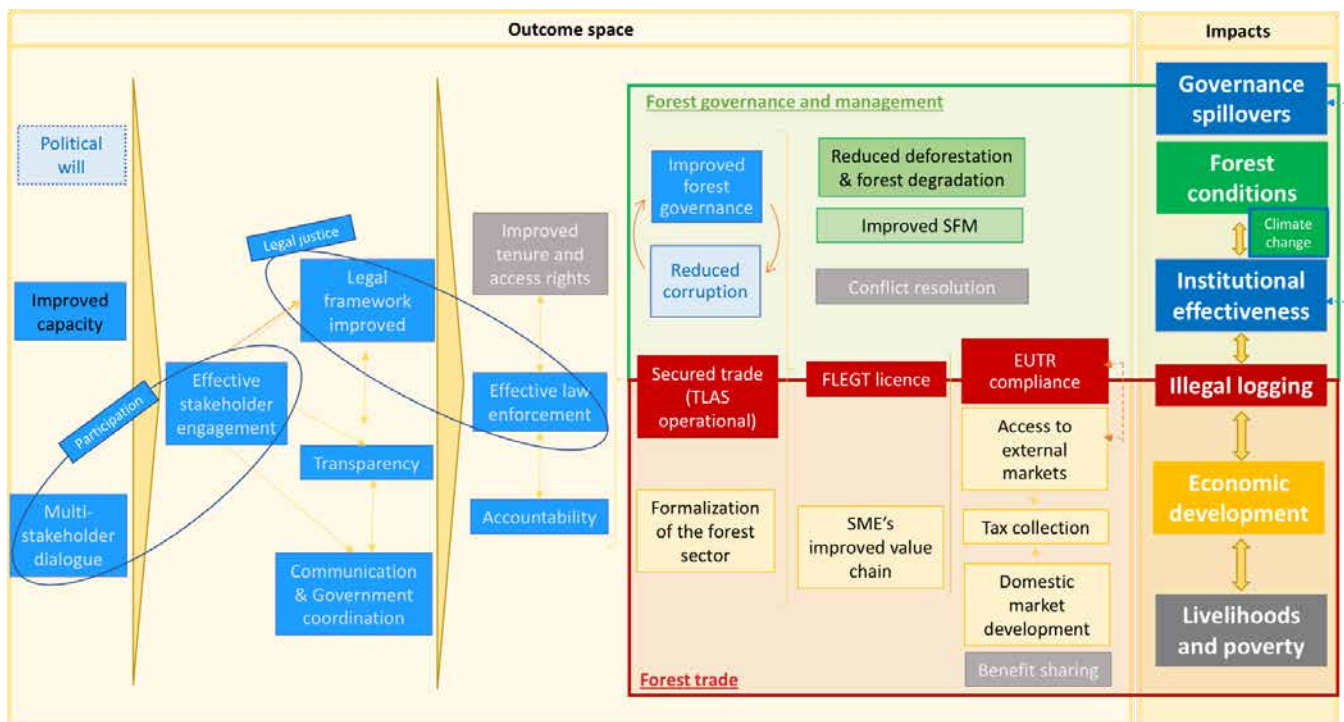 Outcome space
Impacts
Political
will
Improved
capacity
Multi-
stakeholder
dialogue
Participation
Effective
stakeholder
engagement
Legal justice
Legal
framework
improved
Transparency
Communication
& Government
coordination
Improved
tenure and
access rights
Effective law
enforcement
Accountability
Forest governance and management
Improved
forest
governance
Reduced
corruption
Reduced deforestation
& forest degradation
Improved SFM
Conflict resolution
Secured trade
(TLAS
operational)
FLEGT licence
EUTR
compliance
Formalization
of the forest
sector
SME's
improved value
chain
Access to
external
markets
Tax collection
Domestic
market
development
Benefit sharing
Forest trade
Governance
spillovers
Forest
conditions
Climate
change
Institutional
effectiveness
Illegal logging
Economic
development
Livelihoods
and poverty